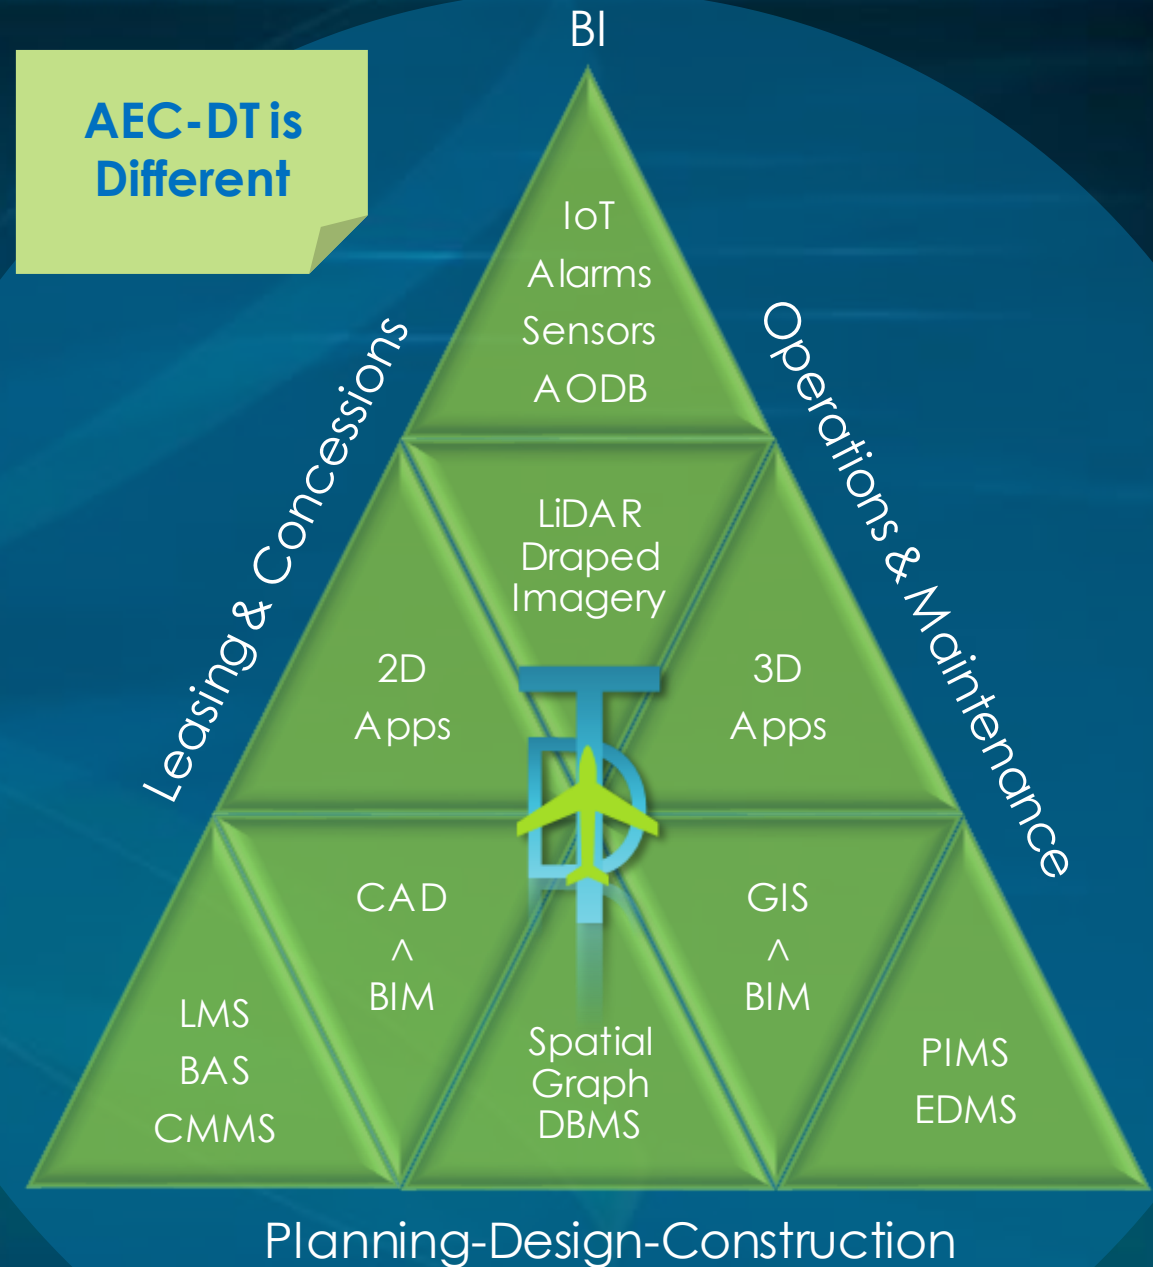 BI
AEC-DT is
Different
IoT
Alarms
Sensors
AODB
Leasing & Concessions
Operations & Maintenance
LiDAR
Draped
Imagery
2D
Apps
3D
Apps
DT
CAD
^
BIM
GIS
^
BIM
LMS
BAS
CMMS
Spatial
Graph
DBMS
PIMS
EDMS
Planning-Design-Construction